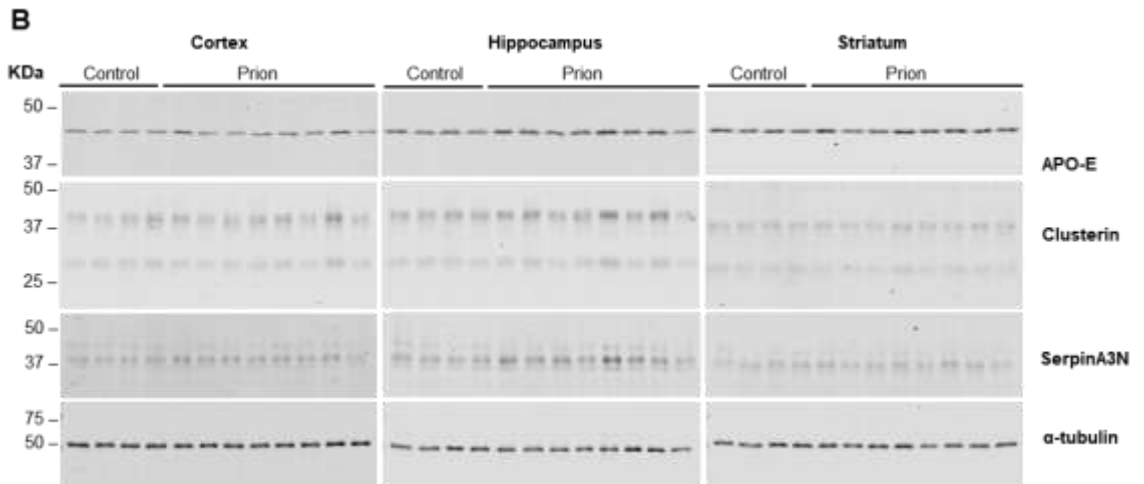 B
Cortex Hippocampus Striatum
KDa Control Prion Control Prion Control Prion
50
37
APO-E
50
37
Clusterin
25
50
37
SerpinA3N
75
50
α-tubulin